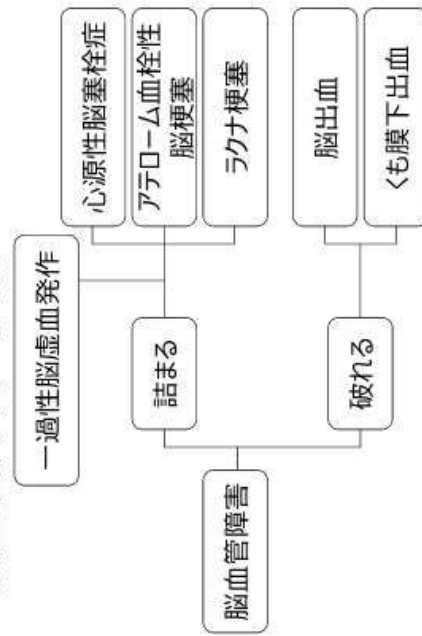 脳血管障害
詰まる
一過性脳虚血発作
心源性脳塞栓症
アテローム血栓性
脳梗塞
ラクナ梗塞
破れる
脳出血
くも膜下出血